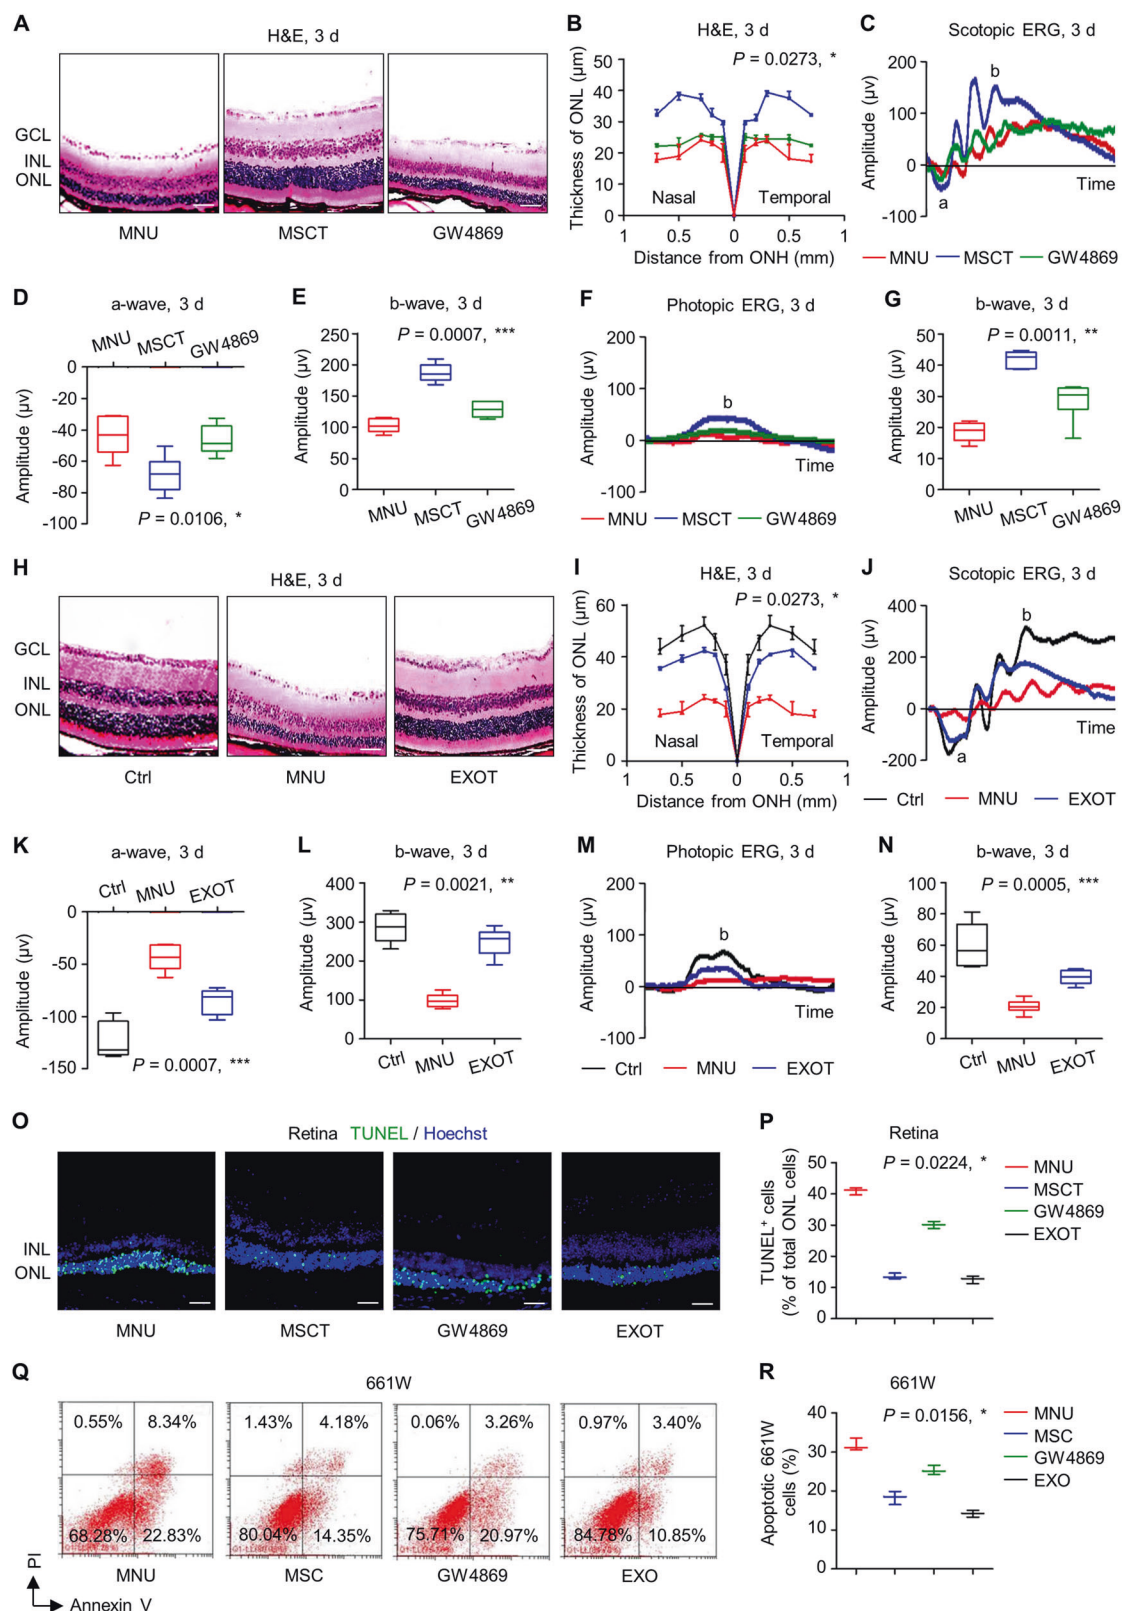 A
H&E, 3 d
GCL
INL
ONL
MNU
MSCT
GW4869
B
H&E, 3 d
P = 0.0273, *
Thickness of ONL (μm)
50
40
30
20
10
0
Nasal
Temporal
1 0.5 0 0.5 1
Distance from ONH (mm)
C
Scotopic ERG, 3 d
Amplitude (μv)
200
100
0
-100
b
a
Time
MNU MSCT GW4869
D
a-wave, 3 d
MNU MSCT GW4869
Amplitude (μv)
0
-20
-40
-60
-80
-100
P = 0.0106, *
E
b-wave, 3 d
P = 0.0007, ***
Amplitude (μv)
250
200
150
100
50
0
MNU MSCT GW4869
F
Photopic ERG, 3 d
Amplitude (μv)
200
100
0
-100
b
Time
MNU MSCT GW4869
G
b-wave, 3 d
P = 0.0011, **
Amplitude (μv)
50
40
30
20
10
0
MNU MSCT GW4869
H
H&E, 3 d
GCL
INL
ONL
Ctrl
MNU
EXOT
I
H&E, 3 d
P = 0.0273, *
Thickness of ONL (μm)
60
40
20
0
Nasal
Temporal
1 0.5 0 0.5 1
Distance from ONH (mm)
J
Scotopic ERG, 3 d
Amplitude (μv)
400
200
0
-200
b
a
Time
Ctrl MNU EXOT
K
a-wave, 3 d
Ctrl MNU EXOT
Amplitude (μv)
0
-50
-100
-150
P = 0.0007, ***
L
b-wave, 3 d
P = 0.0021, **
Amplitude (μv)
400
300
200
100
0
Ctrl MNU EXOT
M
Photopic ERG, 3 d
Amplitude (μv)
200
100
0
-100
b
Time
Ctrl MNU EXOT
N
b-wave, 3 d
P = 0.0005, ***
Amplitude (μv)
100
80
60
40
20
0
Ctrl MNU EXOT
O
Retina TUNEL / Hoechst
INL
ONL
MNU
MSCT
GW4869
EXOT
P
Retina
P = 0.0224, *
TUNEL⁺ cells
(% of total ONL cells)
50
40
30
20
10
0
MNU
MSCT
GW4869
EXOT
Q
661W
0.55% 8.34%
68.28% 22.83%
MNU
1.43% 4.18%
80.04% 14.35%
MSC
0.06% 3.26%
75.71% 20.97%
GW4869
0.97% 3.40%
84.78% 10.85%
EXO
PI
Annexin V
R
661W
P = 0.0156, *
Apoptotic 661W
cells (%)
40
30
20
10
0
MNU
MSC
GW4869
EXO